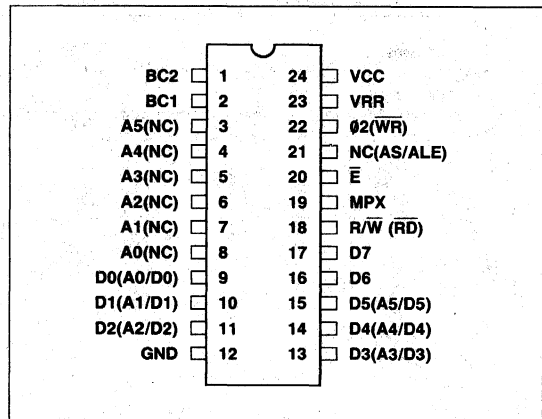 BC2 1 24 VCC
BC1 2 23 VRR
A5(NC) 3 22 Ø2(W̅R̅)
A4(NC) 4 21 NC(AS/ALE)
A3(NC) 5 20 E̅
A2(NC) 6 19 MPX
A1(NC) 7 18 R/W̅ (R̅D̅)
A0(NC) 8 17 D7
D0(A0/D0) 9 16 D6
D1(A1/D1) 10 15 D5(A5/D5)
D2(A2/D2) 11 14 D4(A4/D4)
GND 12 13 D3(A3/D3)